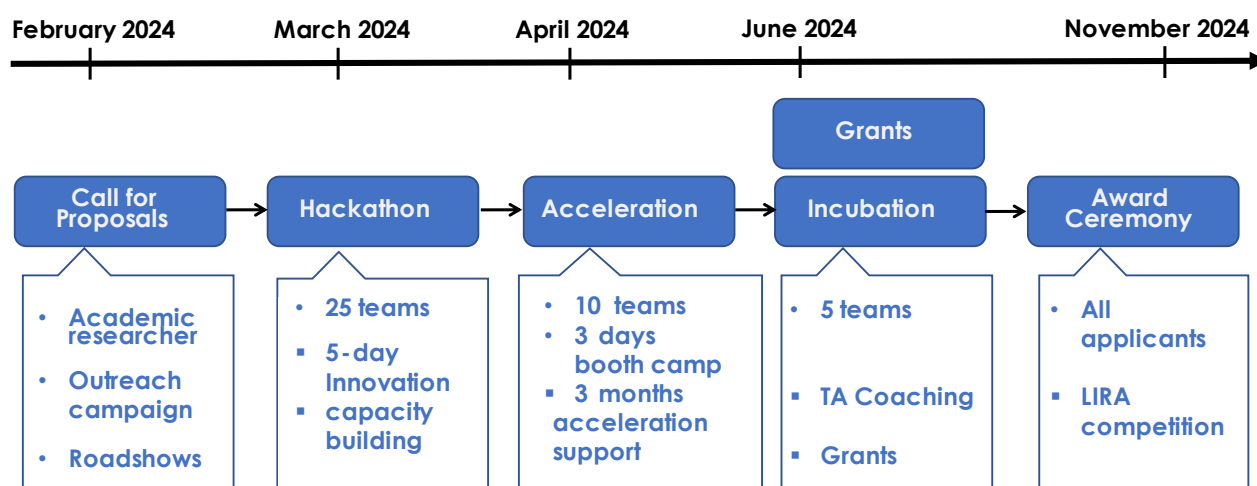 February 2024
March 2024
April 2024
June 2024
November 2024
Grants
Call for
Proposals
Hackathon
Acceleration
Incubation
Award
Ceremony
• Academic
researcher
• Outreach
campaign
• Roadshows
• 25 teams
▪ 5-day
Innovation
▪ capacity
building
• 10 teams
• 3 days
booth camp
▪ 3 months
acceleration
support
• 5 teams
▪ TA Coaching
▪ Grants
• All
applicants
▪ LIRA
competition